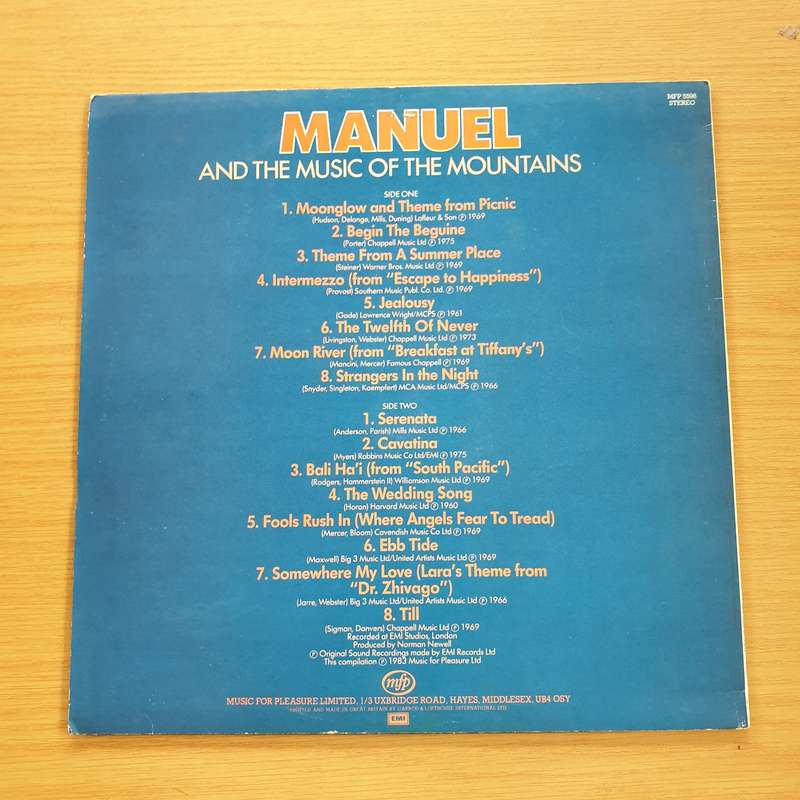 MFP 5596
STEREO
MANUEL
AND THE MUSIC OF THE MOUNTAINS
SIDE ONE
1. Moonglow and Theme from Picnic
(Hudson, Delange, Mills, Duning) Lafleur & Son ℗ 1969
2. Begin The Beguine
(Porter) Chappell Music Ltd ℗ 1975
3. Theme From A Summer Place
(Steiner) Warner Bros. Music Ltd ℗ 1969
4. Intermezzo (from “Escape to Happiness”)
(Provost) Southern Music Publ. Co. Ltd. ℗ 1969
5. Jealousy
(Gade) Lawrence Wright/MCPS ℗ 1961
6. The Twelfth Of Never
(Livingston, Webster) Chappell Music Ltd ℗ 1973
7. Moon River (from “Breakfast at Tiffany’s”)
(Mancini, Mercer) Famous Chappell ℗ 1969
8. Strangers In the Night
(Snyder, Singleton, Kaempfert) MCA Music Ltd/MCPS ℗ 1966
SIDE TWO
1. Serenata
(Anderson, Parish) Mills Music Ltd ℗ 1966
2. Cavatina
(Myers) Robbins Music Co Ltd/EMI ℗ 1975
3. Bali Ha’i (from “South Pacific”)
(Rodgers, Hammerstein II) Williamson Music Ltd ℗ 1969
4. The Wedding Song
(Horan) Harvard Music Ltd ℗ 1960
5. Fools Rush In (Where Angels Fear To Tread)
(Mercer, Bloom) Cavendish Music Co Ltd ℗ 1969
6. Ebb Tide
(Maxwell) Big 3 Music Ltd/United Artists Music Ltd ℗ 1969
7. Somewhere My Love (Lara’s Theme from
“Dr. Zhivago”)
(Jarre, Webster) Big 3 Music Ltd/United Artists Music Ltd ℗ 1966
8. Till
(Sigman, Danvers) Chappell Music Ltd ℗ 1969
Recorded at EMI Studios, London
Produced by Norman Newell
℗ Original Sound Recordings made by EMI Records Ltd
This compilation ℗ 1983 Music for Pleasure Ltd
mfp
MUSIC FOR PLEASURE LIMITED, 1/3 UXBRIDGE ROAD, HAYES, MIDDLESEX, UB4 OSY
PRINTED AND MADE IN GREAT BRITAIN BY GARROD & LOFTHOUSE INTERNATIONAL LTD.
EMI